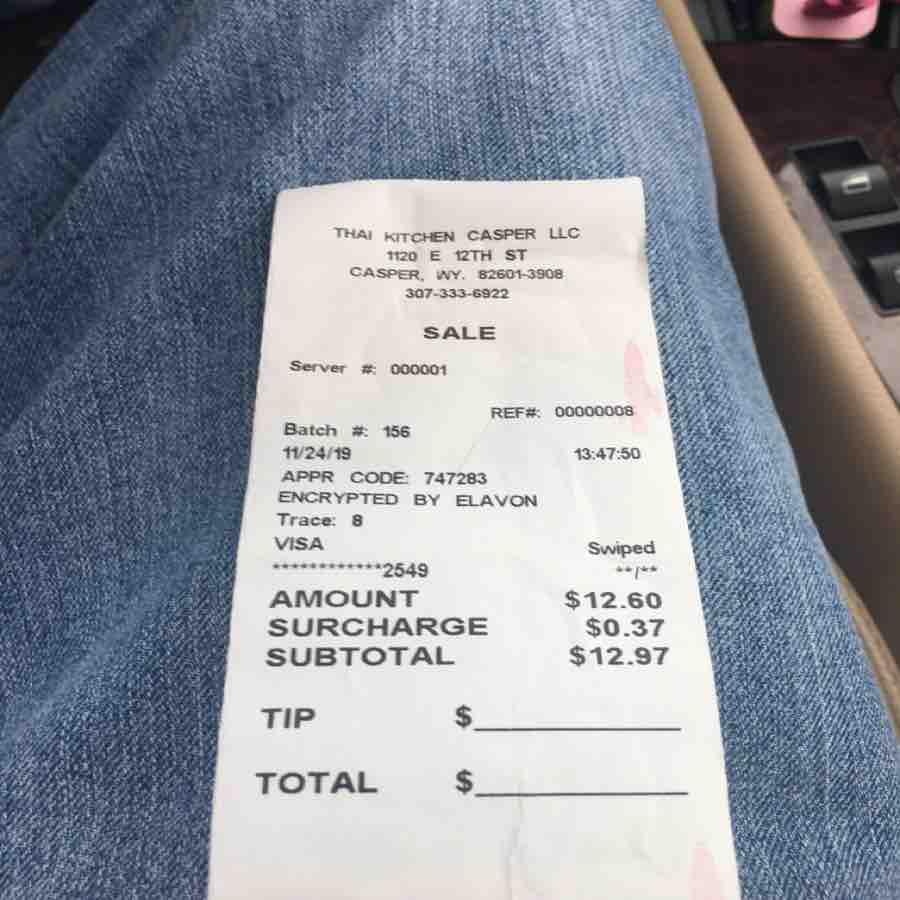 THAI KITCHEN CASPER LLC
1120 E 12TH ST
CASPER, WY. 82601-3908
307-333-6922
SALE
Server #: 000001
REF#: 00000008
Batch #: 156
11/24/19 13:47:50
APPR CODE: 747283
ENCRYPTED BY ELAVON
Trace: 8
VISA Swiped
************2549 **/**
AMOUNT $12.60
SURCHARGE $0.37
SUBTOTAL $12.97
TIP $
TOTAL $